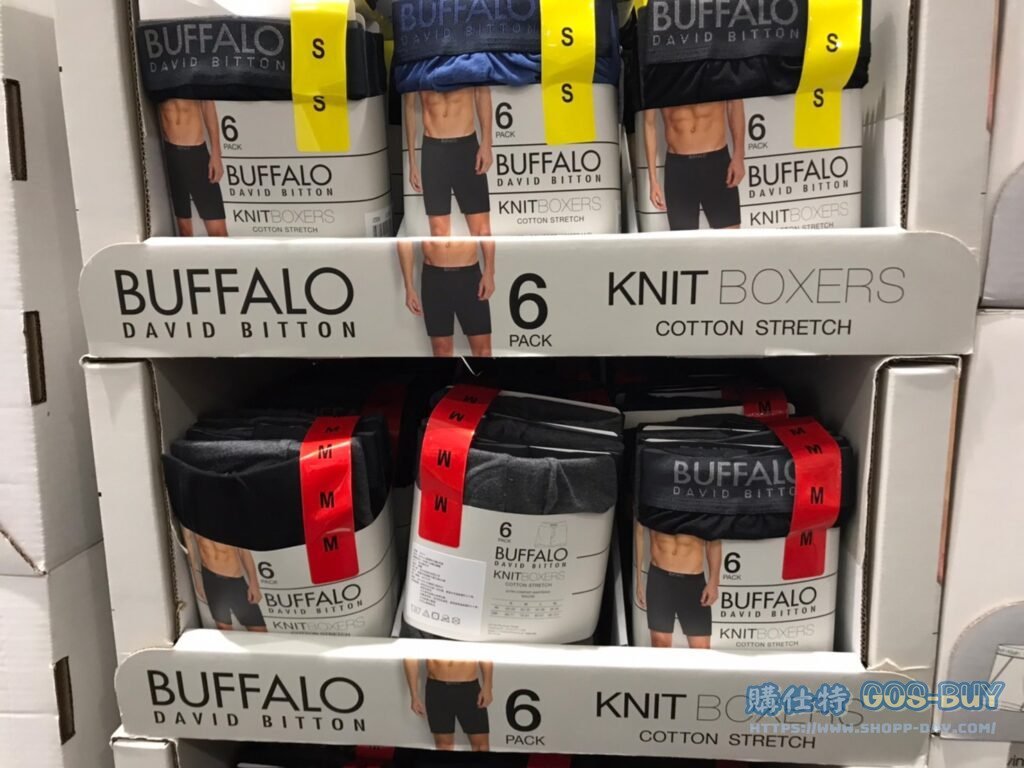 BUFFALO
DAVID BITTON
S
S
6
PACK
BUFFALO
DAVID BITTON
KNITBOXERS
COTTON STRETCH
BUFFALO
DAVID BITTON
S
S
6
PACK
BUFFALO
DAVID BITTON
KNITBOXERS
COTTON STRETCH
BUFFALO
DAVID BITTON
S
S
6
PACK
BUFFALO
DAVID BITTON
KNITBOXERS
COTTON STRETCH
BUFFALO
DAVID BITTON
6
PACK
KNIT BOXERS
COTTON STRETCH
M
M
M
M
6
PACK
BUFFALO
DAVID BITTON
KNITBOXERS
M
M
M
6
PACK
BUFFALO
DAVID BITTON
KNITBOXERS
COTTON STRETCH
M
M
M
M
BUFFALO
DAVID BITTO
6
PACK
BUFFALO
DAVID BITTON
KNITBOXERS
BUFFALO
DAVID BITTON
6
PACK
KNIT BOXERS
COTTON STRETCH
購仕特 COS-BUY
HTTPS://WWW.SHOPP-DAY.COM/